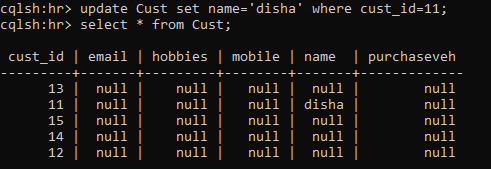 cqlsh:hr> update Cust set name='disha' where cust_id=11;
cqlsh:hr> select * from Cust;
cust_id | email | hobbies | mobile | name | purchaseveh
---------+-------+---------+--------+-------+-------------
13 | null | null | null | null | null
11 | null | null | null | disha | null
15 | null | null | null | null | null
14 | null | null | null | null | null
12 | null | null | null | null | null